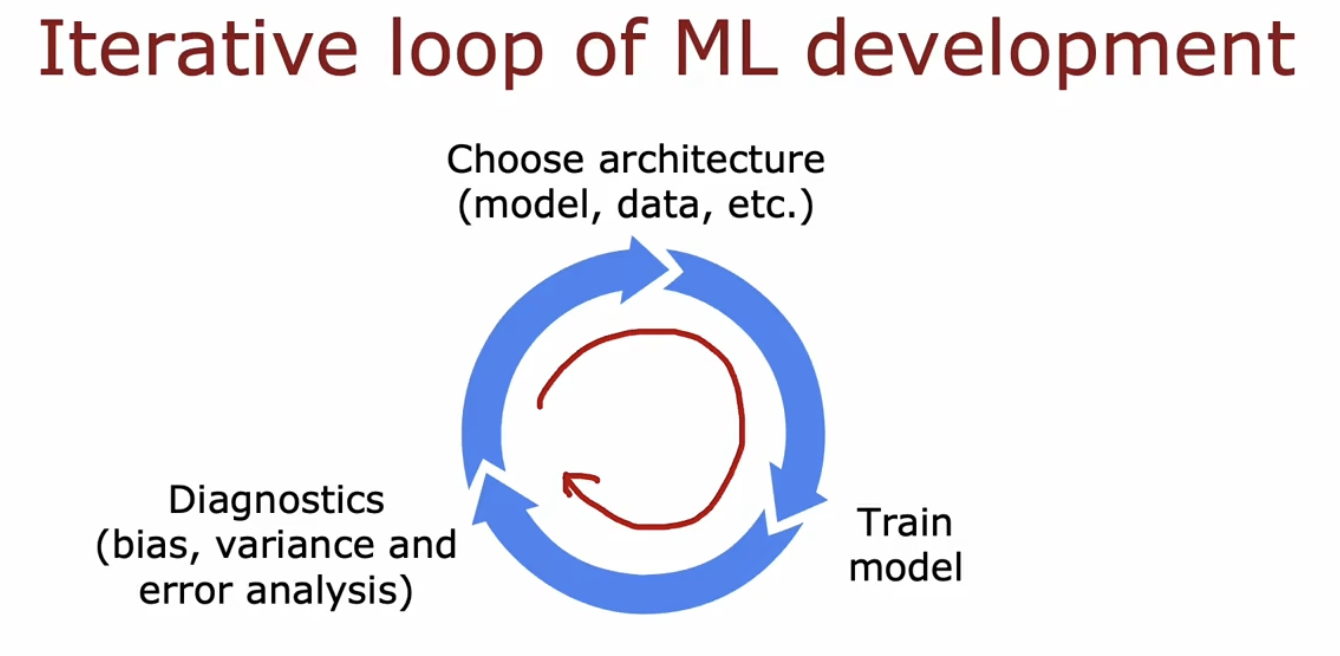 Iterative loop of ML development
Choose architecture
(model, data, etc.)
Train
model
Diagnostics
(bias, variance and
error analysis)